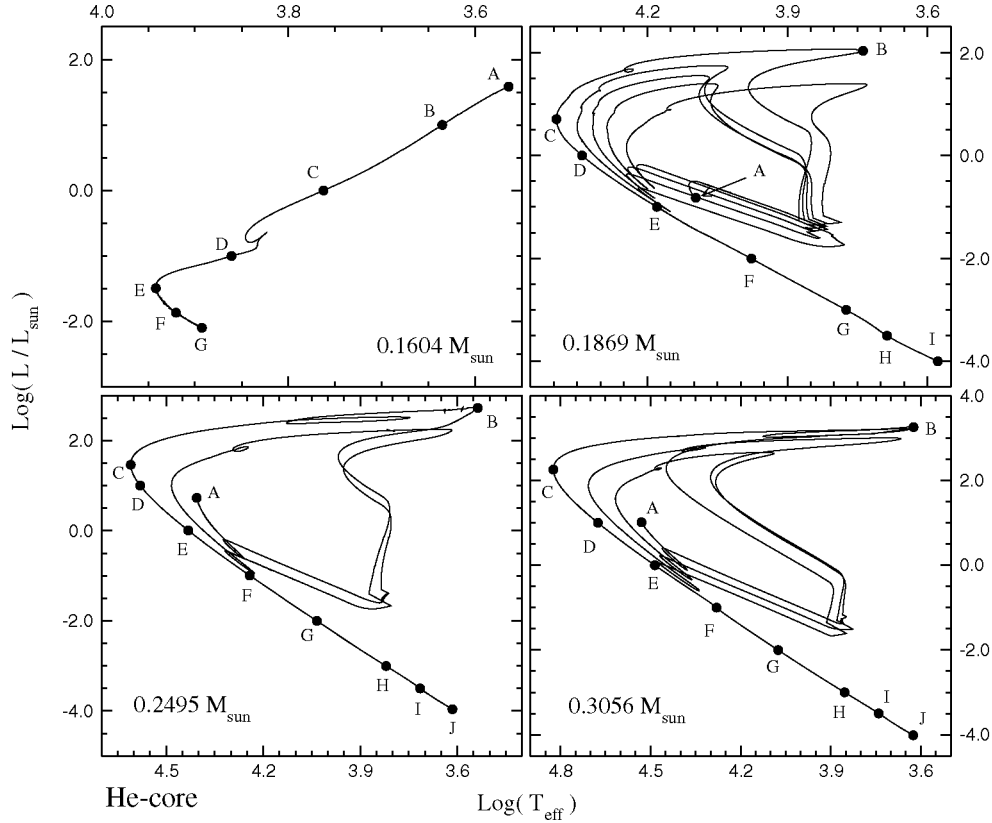 4.0 3.8 3.6
4.2 3.9 3.6
2.0
0.0
-2.0
A
B
C
D
E
F
G
0.1604 M_sun
B
C
D
A
E
F
G
H
I
0.1869 M_sun
0.0
-2.0
-4.0
Log( L / L_sun )
2.0
0.0
-2.0
-4.0
B
C
A
D
E
F
G
H
I
J
0.2495 M_sun
B
C
A
D
E
F
G
H
I
J
0.3056 M_sun
4.0
2.0
0.0
-2.0
-4.0
4.5 4.2 3.9 3.6
4.8 4.5 4.2 3.9 3.6
He-core
Log( T_eff )